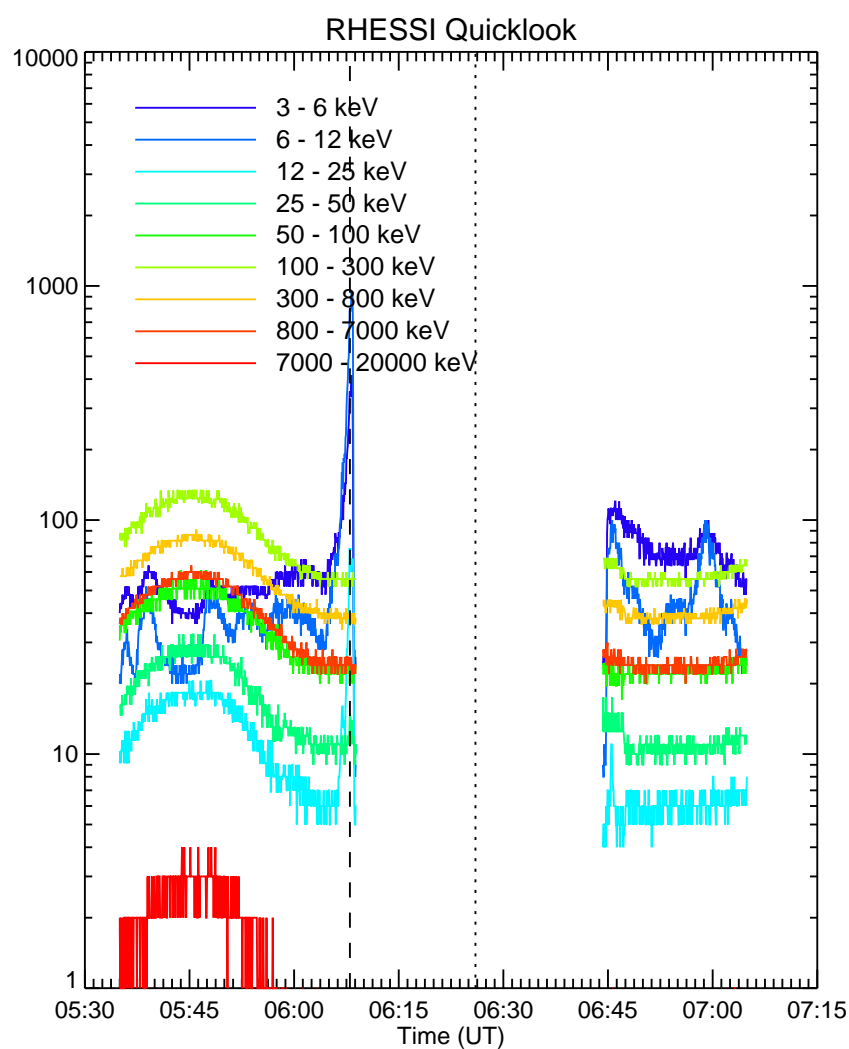 RHESSI Quicklook
10000
3 - 6 keV
6 - 12 keV
12 - 25 keV
25 - 50 keV
50 - 100 keV
100 - 300 keV
1000
300 - 800 keV
800 - 7000 keV
7000 - 20000 keV
100
10
1
05:30 05:45 06:00 06:15 06:30 06:45 07:00 07:15
Time (UT)